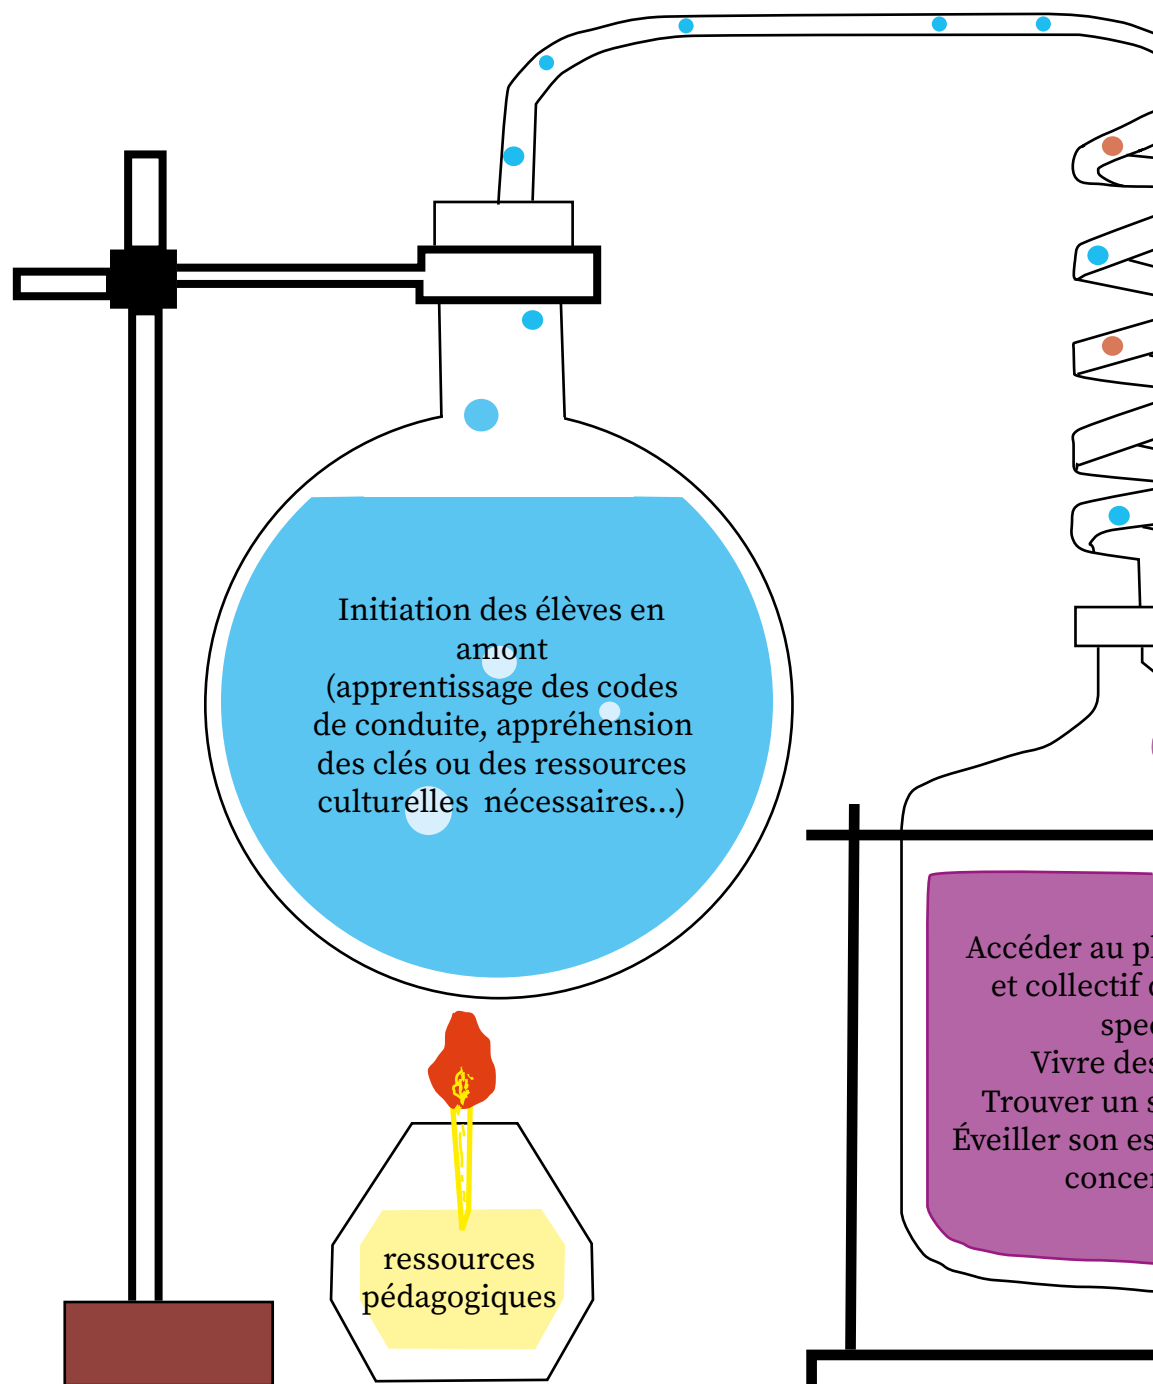 Initiation des élèves en
amont
(apprentissage des codes
de conduite, appréhension
des clés ou des ressources
culturelles nécessaires...)
Accéder au
et collectif
Vivre
Trouver un
Éveiller son
ressources
pédagogiques